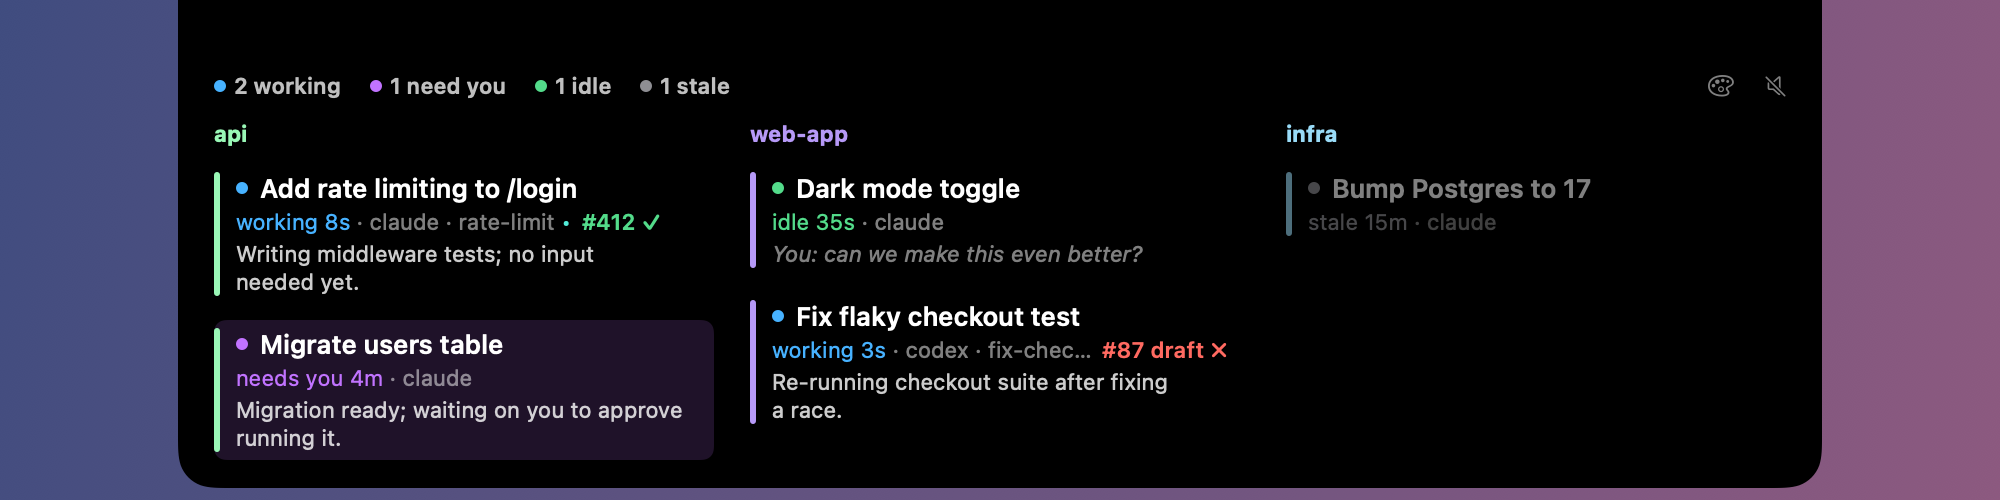 2 working 1 need you 1 idle 1 stale
api
Add rate limiting to /login
working 8s · claude · rate-limit • #412 ✓
Writing middleware tests; no input
needed yet.
Migrate users table
needs you 4m · claude
Migration ready; waiting on you to approve
running it.
web-app
Dark mode toggle
idle 35s · claude
You: can we make this even better?
Fix flaky checkout test
working 3s · codex · fix-chec... #87 draft ✕
Re-running checkout suite after fixing
a race.
infra
Bump Postgres to 17
stale 15m · claude